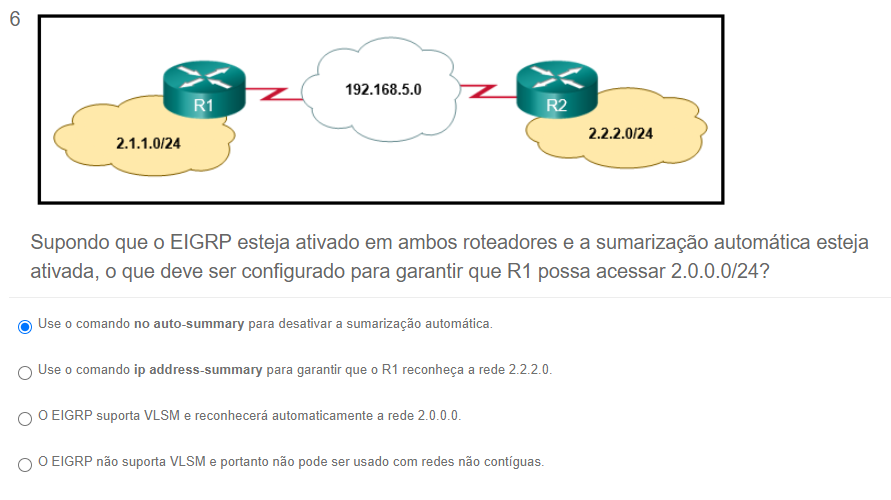 6
R1
192.168.5.0
R2
2.1.1.0/24
2.2.2.0/24
Supondo que o EIGRP esteja ativado em ambos roteadores e a sumarização automática esteja
ativada, o que deve ser configurado para garantir que R1 possa acessar 2.0.0.0/24?
Use o comando no auto-summary para desativar a sumarização automática.
Use o comando ip address-summary para garantir que o R1 reconheça a rede 2.2.2.0.
O EIGRP suporta VLSM e reconhecerá automaticamente a rede 2.0.0.0.
O EIGRP não suporta VLSM e portanto não pode ser usado com redes não contíguas.